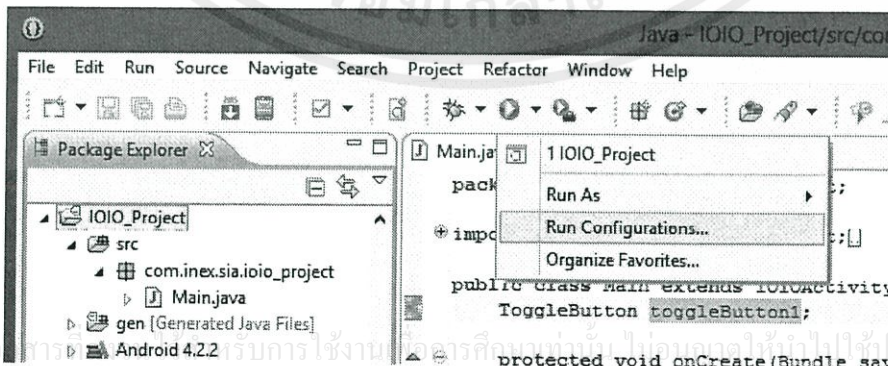 Java - IOIO_Project/src/con
File Edit Run Source Navigate Search Project Refactor Window Help
Package Explorer
IOIO_Project
src
com.inex.sia.ioio_project
Main.java
gen [Generated Java Files]
Android 4.2.2
Main.ja
1 IOIO_Project
Run As
Run Configurations...
Organize Favorites...
pack ;
impo ;
public class Main extends IOIOActivity
ToggleButton toggleButton1;
protected void onCreate(Bundle sav